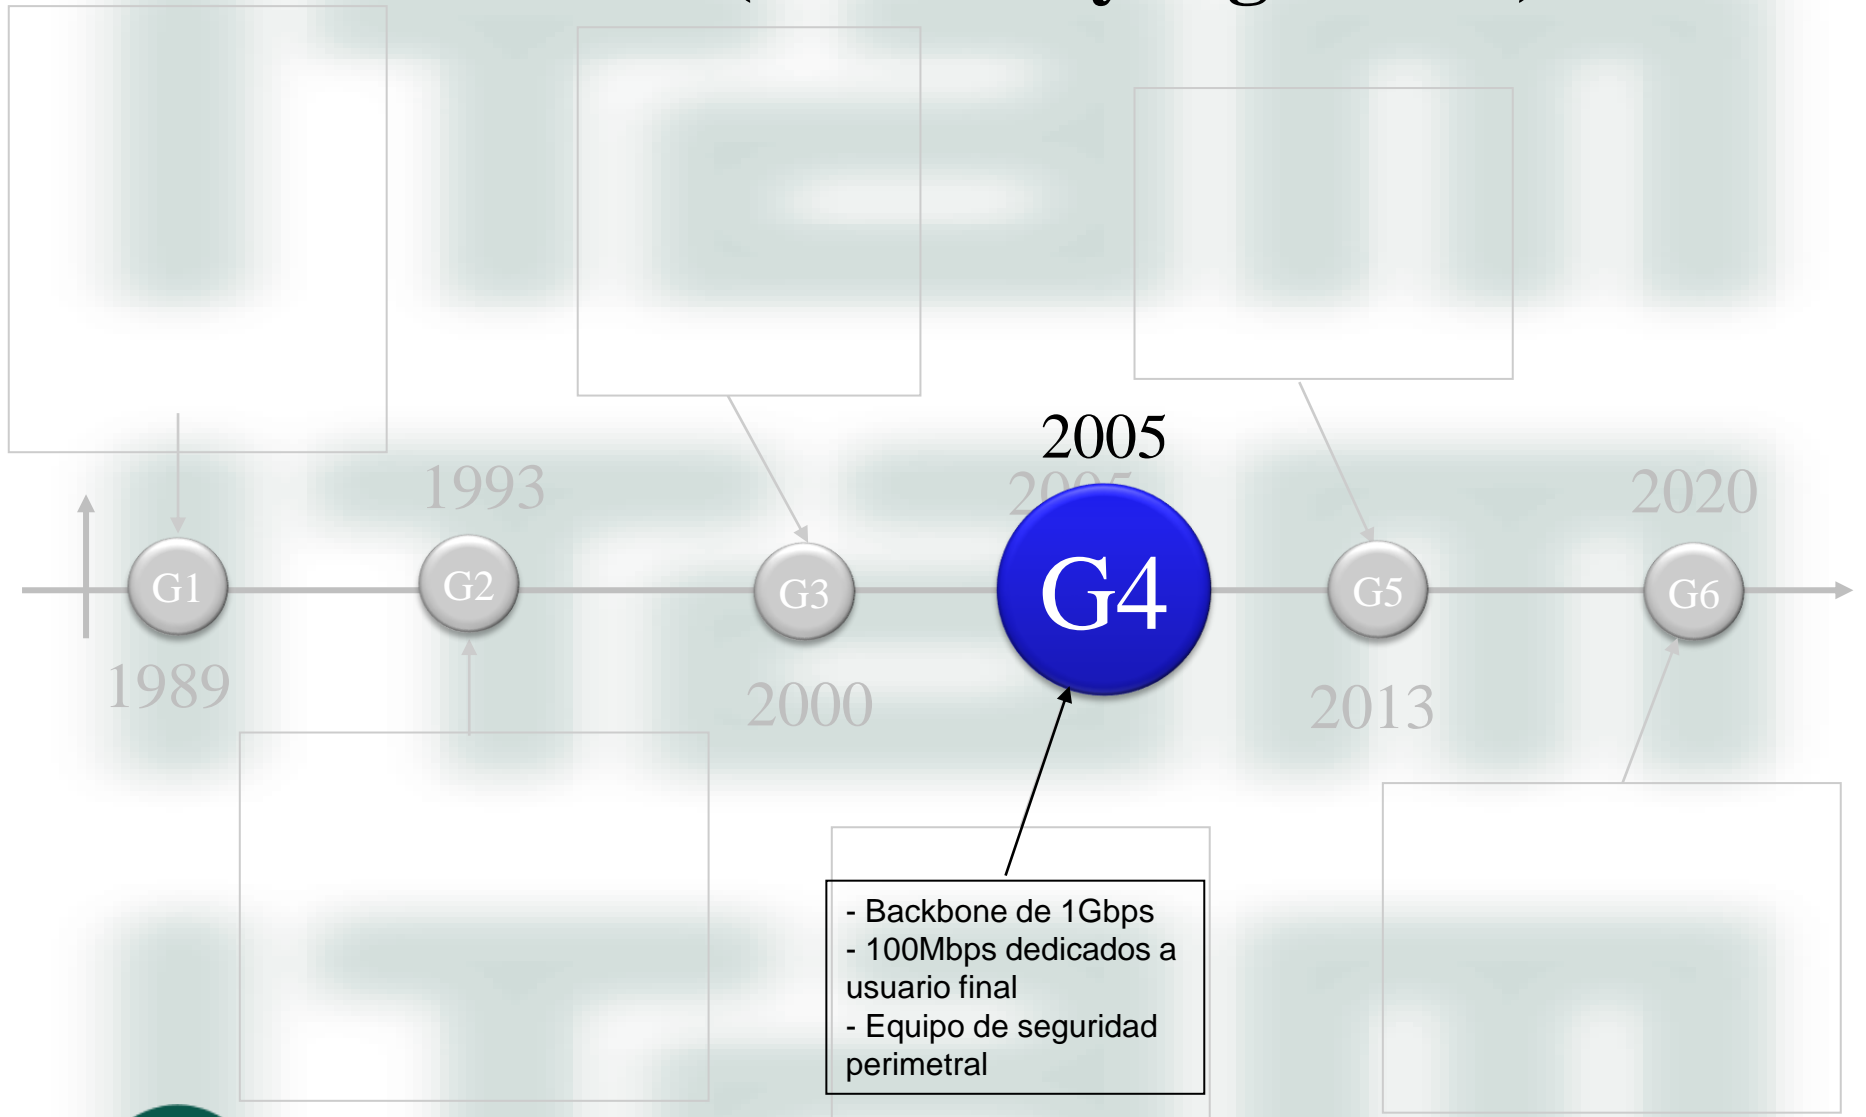 2005
1993
2005
2020
G1
G2
G3
G4
G5
G6
1989
2000
2013
- Backbone de 1Gbps
- 100Mbps dedicados a
usuario final
- Equipo de seguridad
perimetral